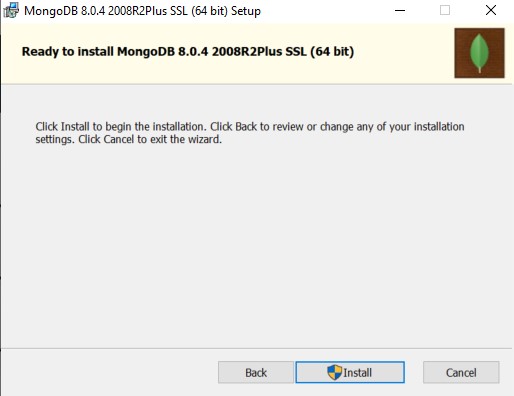 MongoDB 8.0.4 2008R2Plus SSL (64 bit) Setup
Ready to install MongoDB 8.0.4 2008R2Plus SSL (64 bit)
Click Install to begin the installation. Click Back to review or change any of your installation
settings. Click Cancel to exit the wizard.
Back Install Cancel